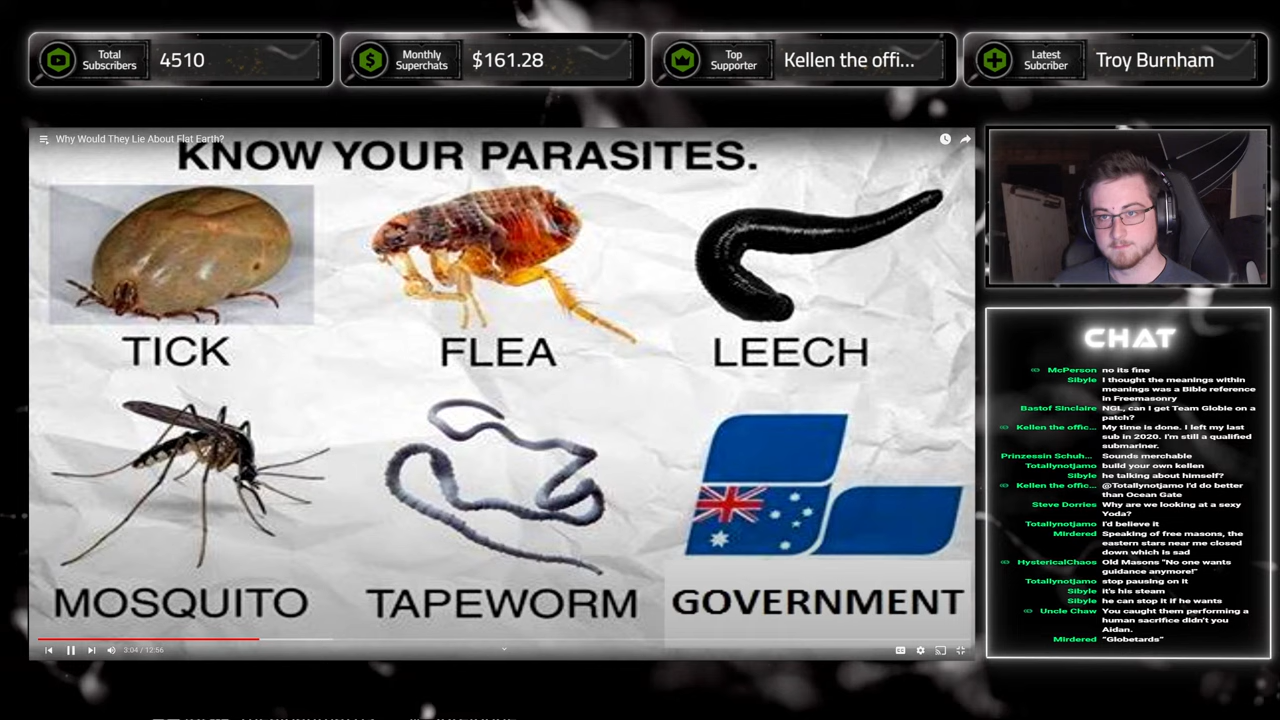 Total
Subscribers
4510
Monthly
Superchats
$161.28
Top
Supporter
Kellen the offi...
Latest
Subcriber
Troy Burnham
Why Would They Lie About Flat Earth?
KNOW YOUR PARASITES.
TICK
FLEA
LEECH
MOSQUITO
TAPEWORM
GOVERNMENT
3:04 / 12:56
CHAT
McPerson no its fine
Sibyle I thought the meanings within
meanings was a Bible reference
in Freemasonry
Bastof Sinclaire NGL, can I get Team Globie on a
patch?
Kellen the offic... My time is done. I left my last
sub in 2020. I'm still a qualified
submariner.
Prinzessin Schuh... Sounds merchable
Totallynotjamo build your own kellen
Sibyle he talking about himself?
Kellen the offic... @Totallynotjamo I'd do better
than Ocean Gate
Steve Dorries Why are we looking at a sexy
Yoda?
Totallynotjamo I'd believe it
Mirdered Speaking of free masons, the
eastern stars near me closed
down which is sad
HystericalChaos Old Masons "No one wants
guidance anymore!"
Totallynotjamo stop pausing on it
Sibyle It's his steam
Sibyle he can stop it if he wants
Uncle Chaw You caught them performing a
human sacrifice didn't you
Aidan.
Mirdered "Globetards"